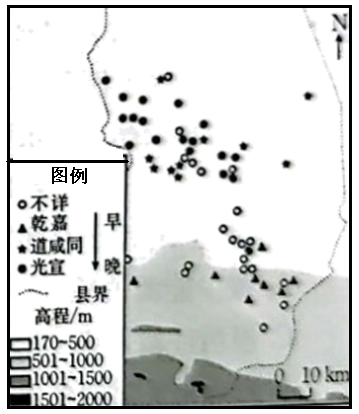 N
图例
不详
乾嘉
早
道咸同
光宣
晚
县界
高程/m
170~500
501~1000
1001~1500
1501~2000
0 10 km